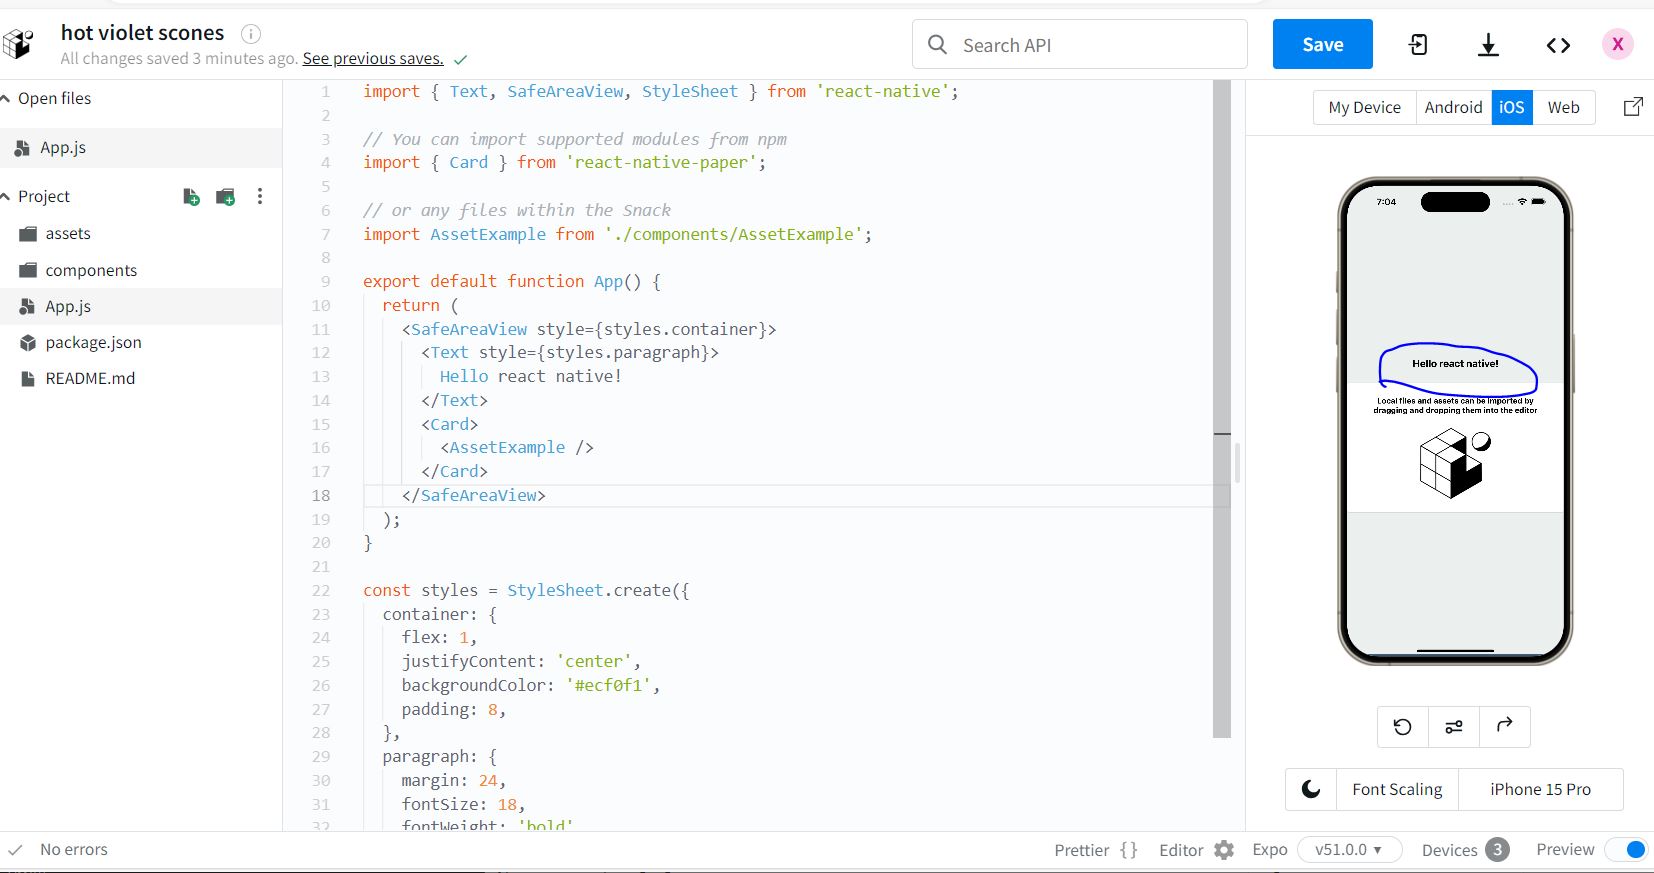 hot violet scones
All changes saved 3 minutes ago. See previous saves.
Search API
Save
X
Open files
App.js
Project
assets
components
App.js
package.json
README.md
1 import { Text, SafeAreaView, StyleSheet } from 'react-native';
2
3 // You can import supported modules from npm
4 import { Card } from 'react-native-paper';
5
6 // or any files within the Snack
7 import AssetExample from './components/AssetExample';
8
9 export default function App() {
10 return (
11 <SafeAreaView style={styles.container}>
12 <Text style={styles.paragraph}>
13 Hello react native!
14 </Text>
15 <Card>
16 <AssetExample />
17 </Card>
18 </SafeAreaView>
19 );
20 }
21
22 const styles = StyleSheet.create({
23 container: {
24 flex: 1,
25 justifyContent: 'center',
26 backgroundColor: '#ecf0f1',
27 padding: 8,
28 },
29 paragraph: {
30 margin: 24,
31 fontSize: 18,
32 fontWeight: 'bold'
My Device Android iOS Web
7:04
Hello react native!
Local files and assets can be imported by
dragging and dropping them into the editor
Font Scaling iPhone 15 Pro
No errors
Prettier {} Editor Expo v51.0.0 Devices 3 Preview